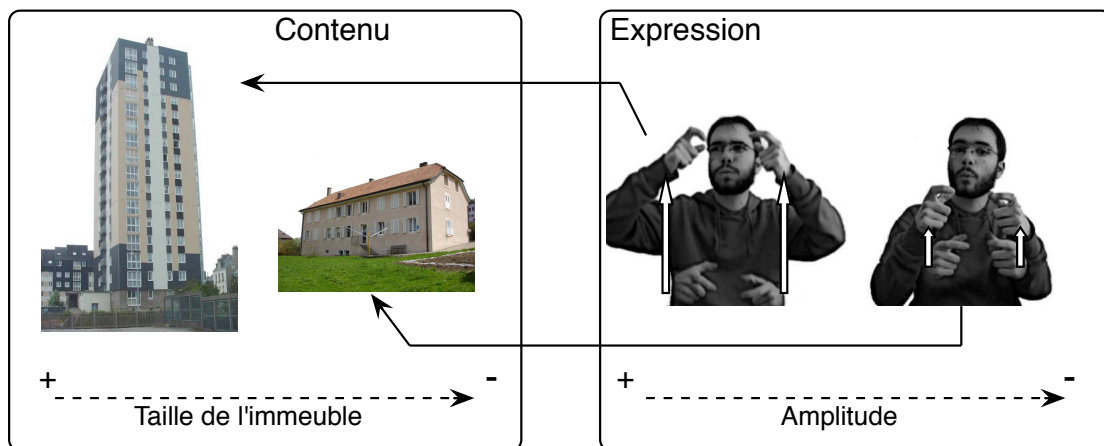 Contenu
Expression
+ -
Taille de l'immeuble
+ -
Amplitude